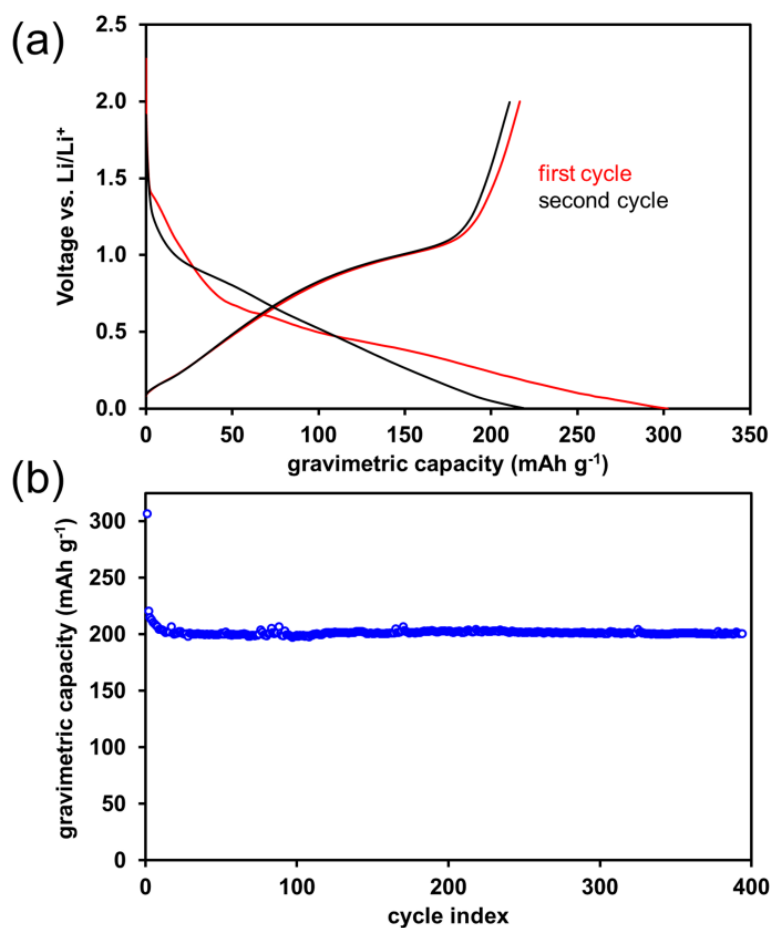 (a)
Voltage vs. Li/Li⁺
2.5
2.0
1.5
1.0
0.5
0.0
first cycle
second cycle
0 50 100 150 200 250 300 350
gravimetric capacity (mAh g⁻¹)
(b)
gravimetric capacity (mAh g⁻¹)
300
250
200
150
100
50
0
0 100 200 300 400
cycle index